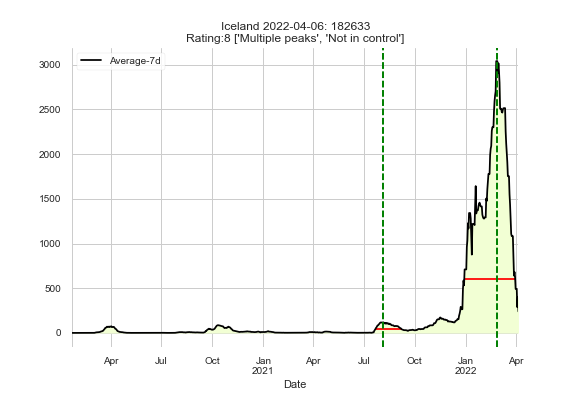 Iceland 2022-04-06: 182633
Rating:8 ['Multiple peaks', 'Not in control']
Average-7d
3000
2500
2000
1500
1000
500
0
Apr Jul Oct Jan Apr Jul Oct Jan Apr
2021 2022
Date